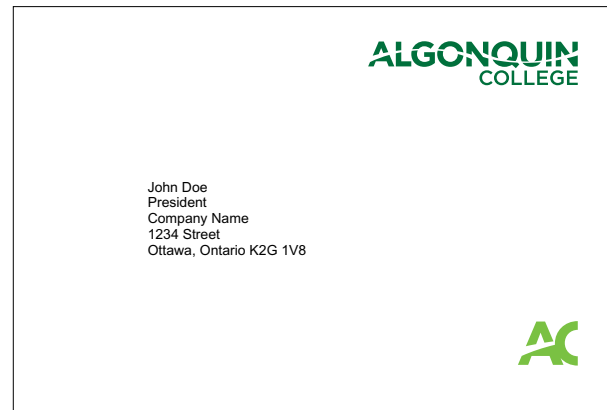 ALGONQUIN
COLLEGE
John Doe
President
Company Name
1234 Street
Ottawa, Ontario K2G 1V8
AC